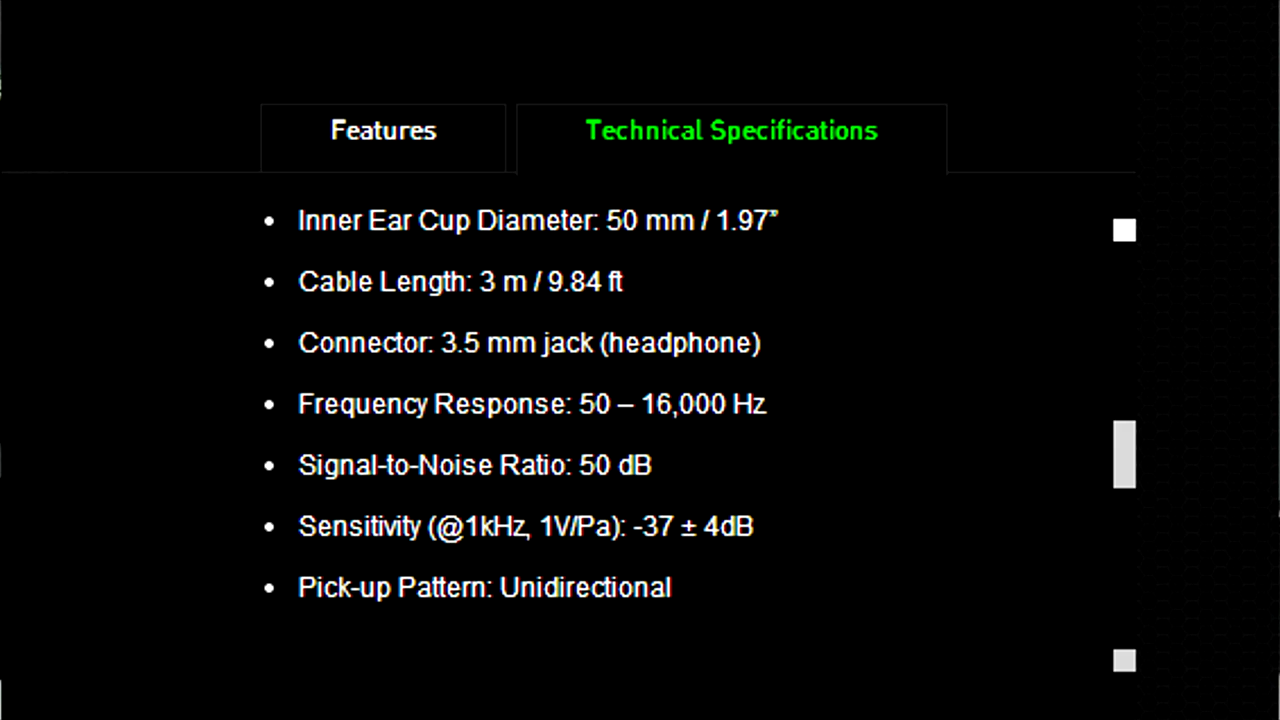 Features
Technical Specifications
• Inner Ear Cup Diameter: 50 mm / 1.97”
• Cable Length: 3 m / 9.84 ft
• Connector: 3.5 mm jack (headphone)
• Frequency Response: 50 – 16,000 Hz
• Signal-to-Noise Ratio: 50 dB
• Sensitivity (@1kHz, 1V/Pa): -37 ± 4dB
• Pick-up Pattern: Unidirectional